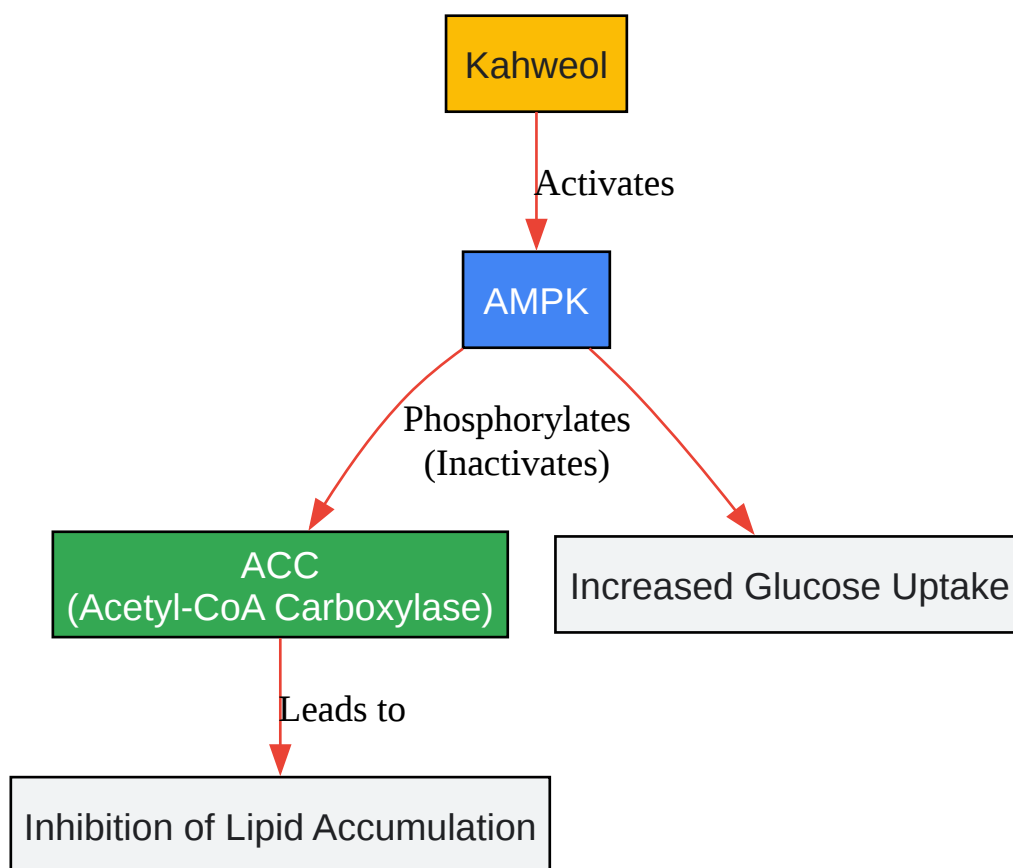 Kahweol
Activates
AMPK
Phosphorylates
(Inactivates)
ACC
(Acetyl-CoA Carboxylase)
Increased Glucose Uptake
Leads to
Inhibition of Lipid Accumulation